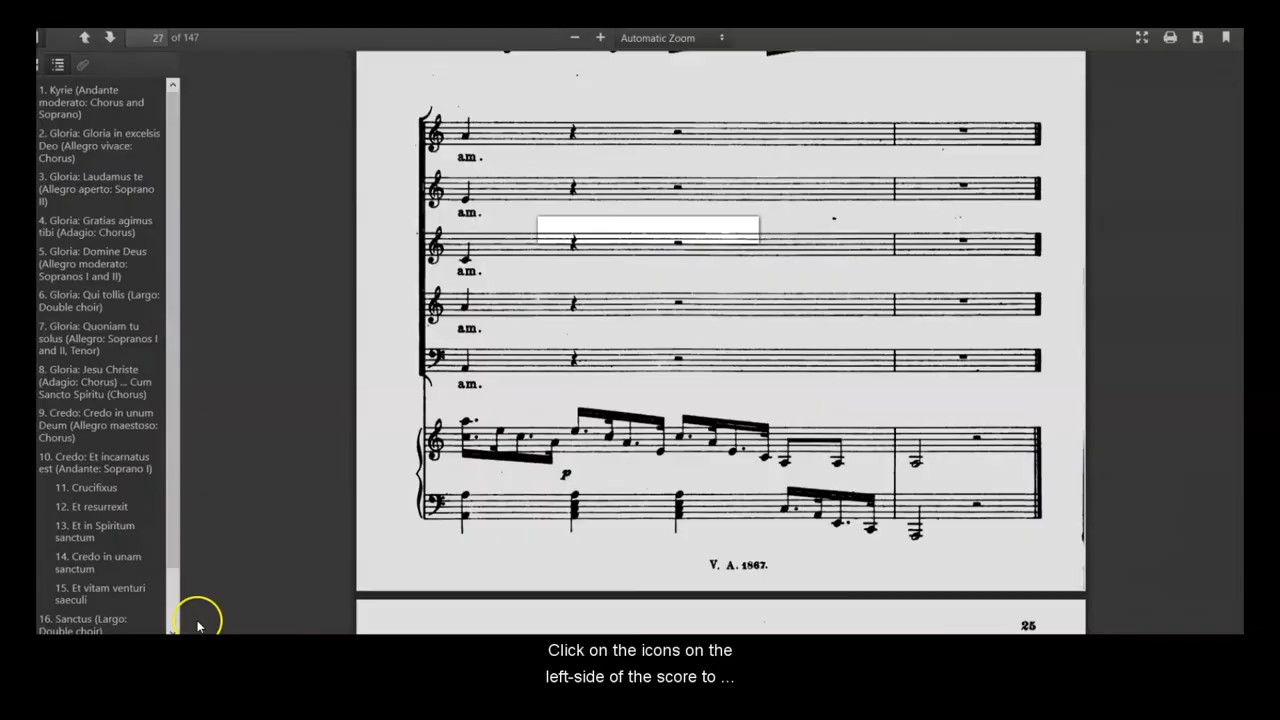 27 of 147
Automatic Zoom
1. Kyrie (Andante
moderato: Chorus and
Soprano)
2. Gloria: Gloria in excelsis
Deo (Allegro vivace:
Chorus)
3. Gloria: Laudamus te
(Allegro aperto: Soprano
II)
4. Gloria: Gratias agimus
tibi (Adagio: Chorus)
5. Gloria: Domine Deus
(Allegro moderato:
Sopranos I and II)
6. Gloria: Qui tollis (Largo:
Double choir)
7. Gloria: Quoniam tu
solus (Allegro: Sopranos I
and II, Tenor)
8. Gloria: Jesu Christe
(Adagio: Chorus) ... Cum
Sancto Spiritu (Chorus)
9. Credo: Credo in unum
Deum (Allegro maestoso:
Chorus)
10. Credo: Et incarnatus
est (Andante: Soprano I)
11. Crucifixus
12. Et resurrexit
13. Et in Spiritum
sanctum
14. Credo in unam
sanctum
15. Et vitam venturi
saeculi
16. Sanctus (Largo:
Double choir)
am.
am.
am.
am.
am.
p
V. A. 1867.
25
Click on the icons on the
left-side of the score to ...